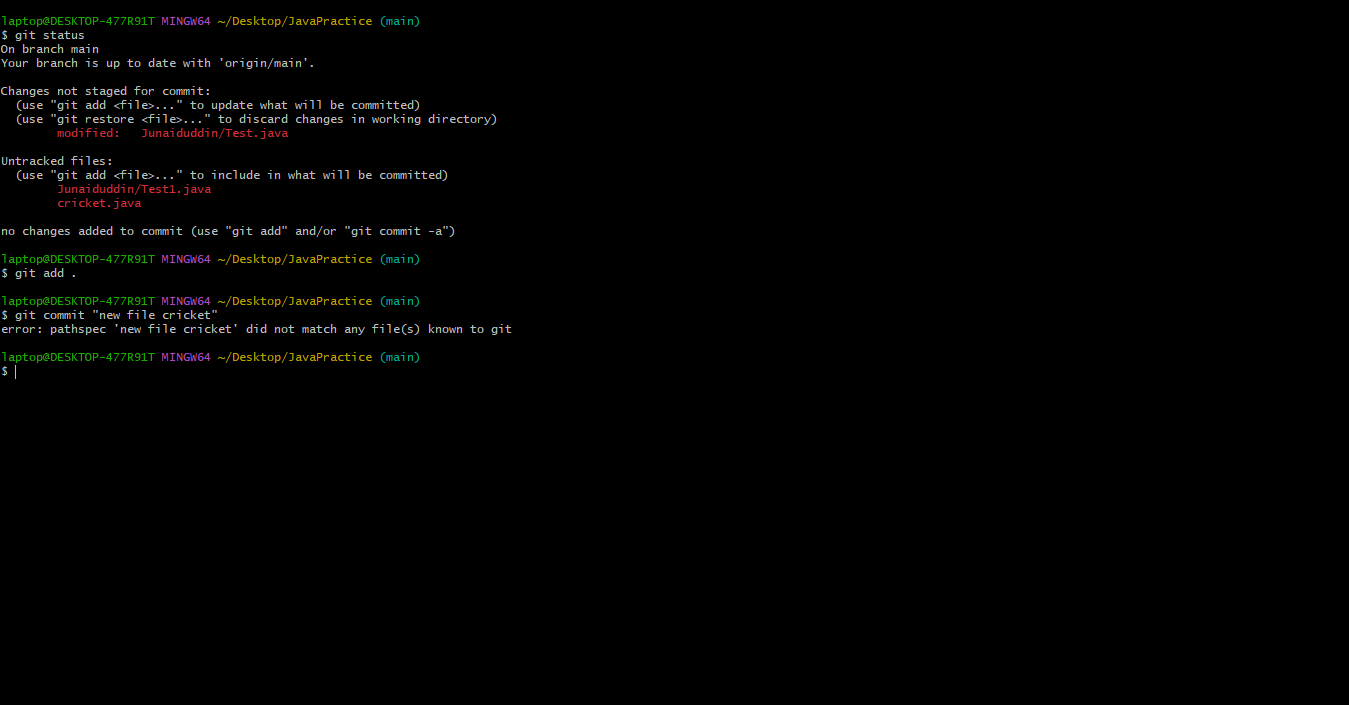 laptop@DESKTOP-477R91T MINGW64 ~/Desktop/JavaPractice (main)
$ git status
On branch main
Your branch is up to date with 'origin/main'.
Changes not staged for commit:
(use "git add <file>..." to update what will be committed)
(use "git restore <file>..." to discard changes in working directory)
modified: Junaiduddin/Test.java
Untracked files:
(use "git add <file>..." to include in what will be committed)
Junaiduddin/Test1.java
cricket.java
no changes added to commit (use "git add" and/or "git commit -a")
laptop@DESKTOP-477R91T MINGW64 ~/Desktop/JavaPractice (main)
$ git add .
laptop@DESKTOP-477R91T MINGW64 ~/Desktop/JavaPractice (main)
$ git commit "new file cricket"
error: pathspec 'new file cricket' did not match any file(s) known to git
laptop@DESKTOP-477R91T MINGW64 ~/Desktop/JavaPractice (main)
$